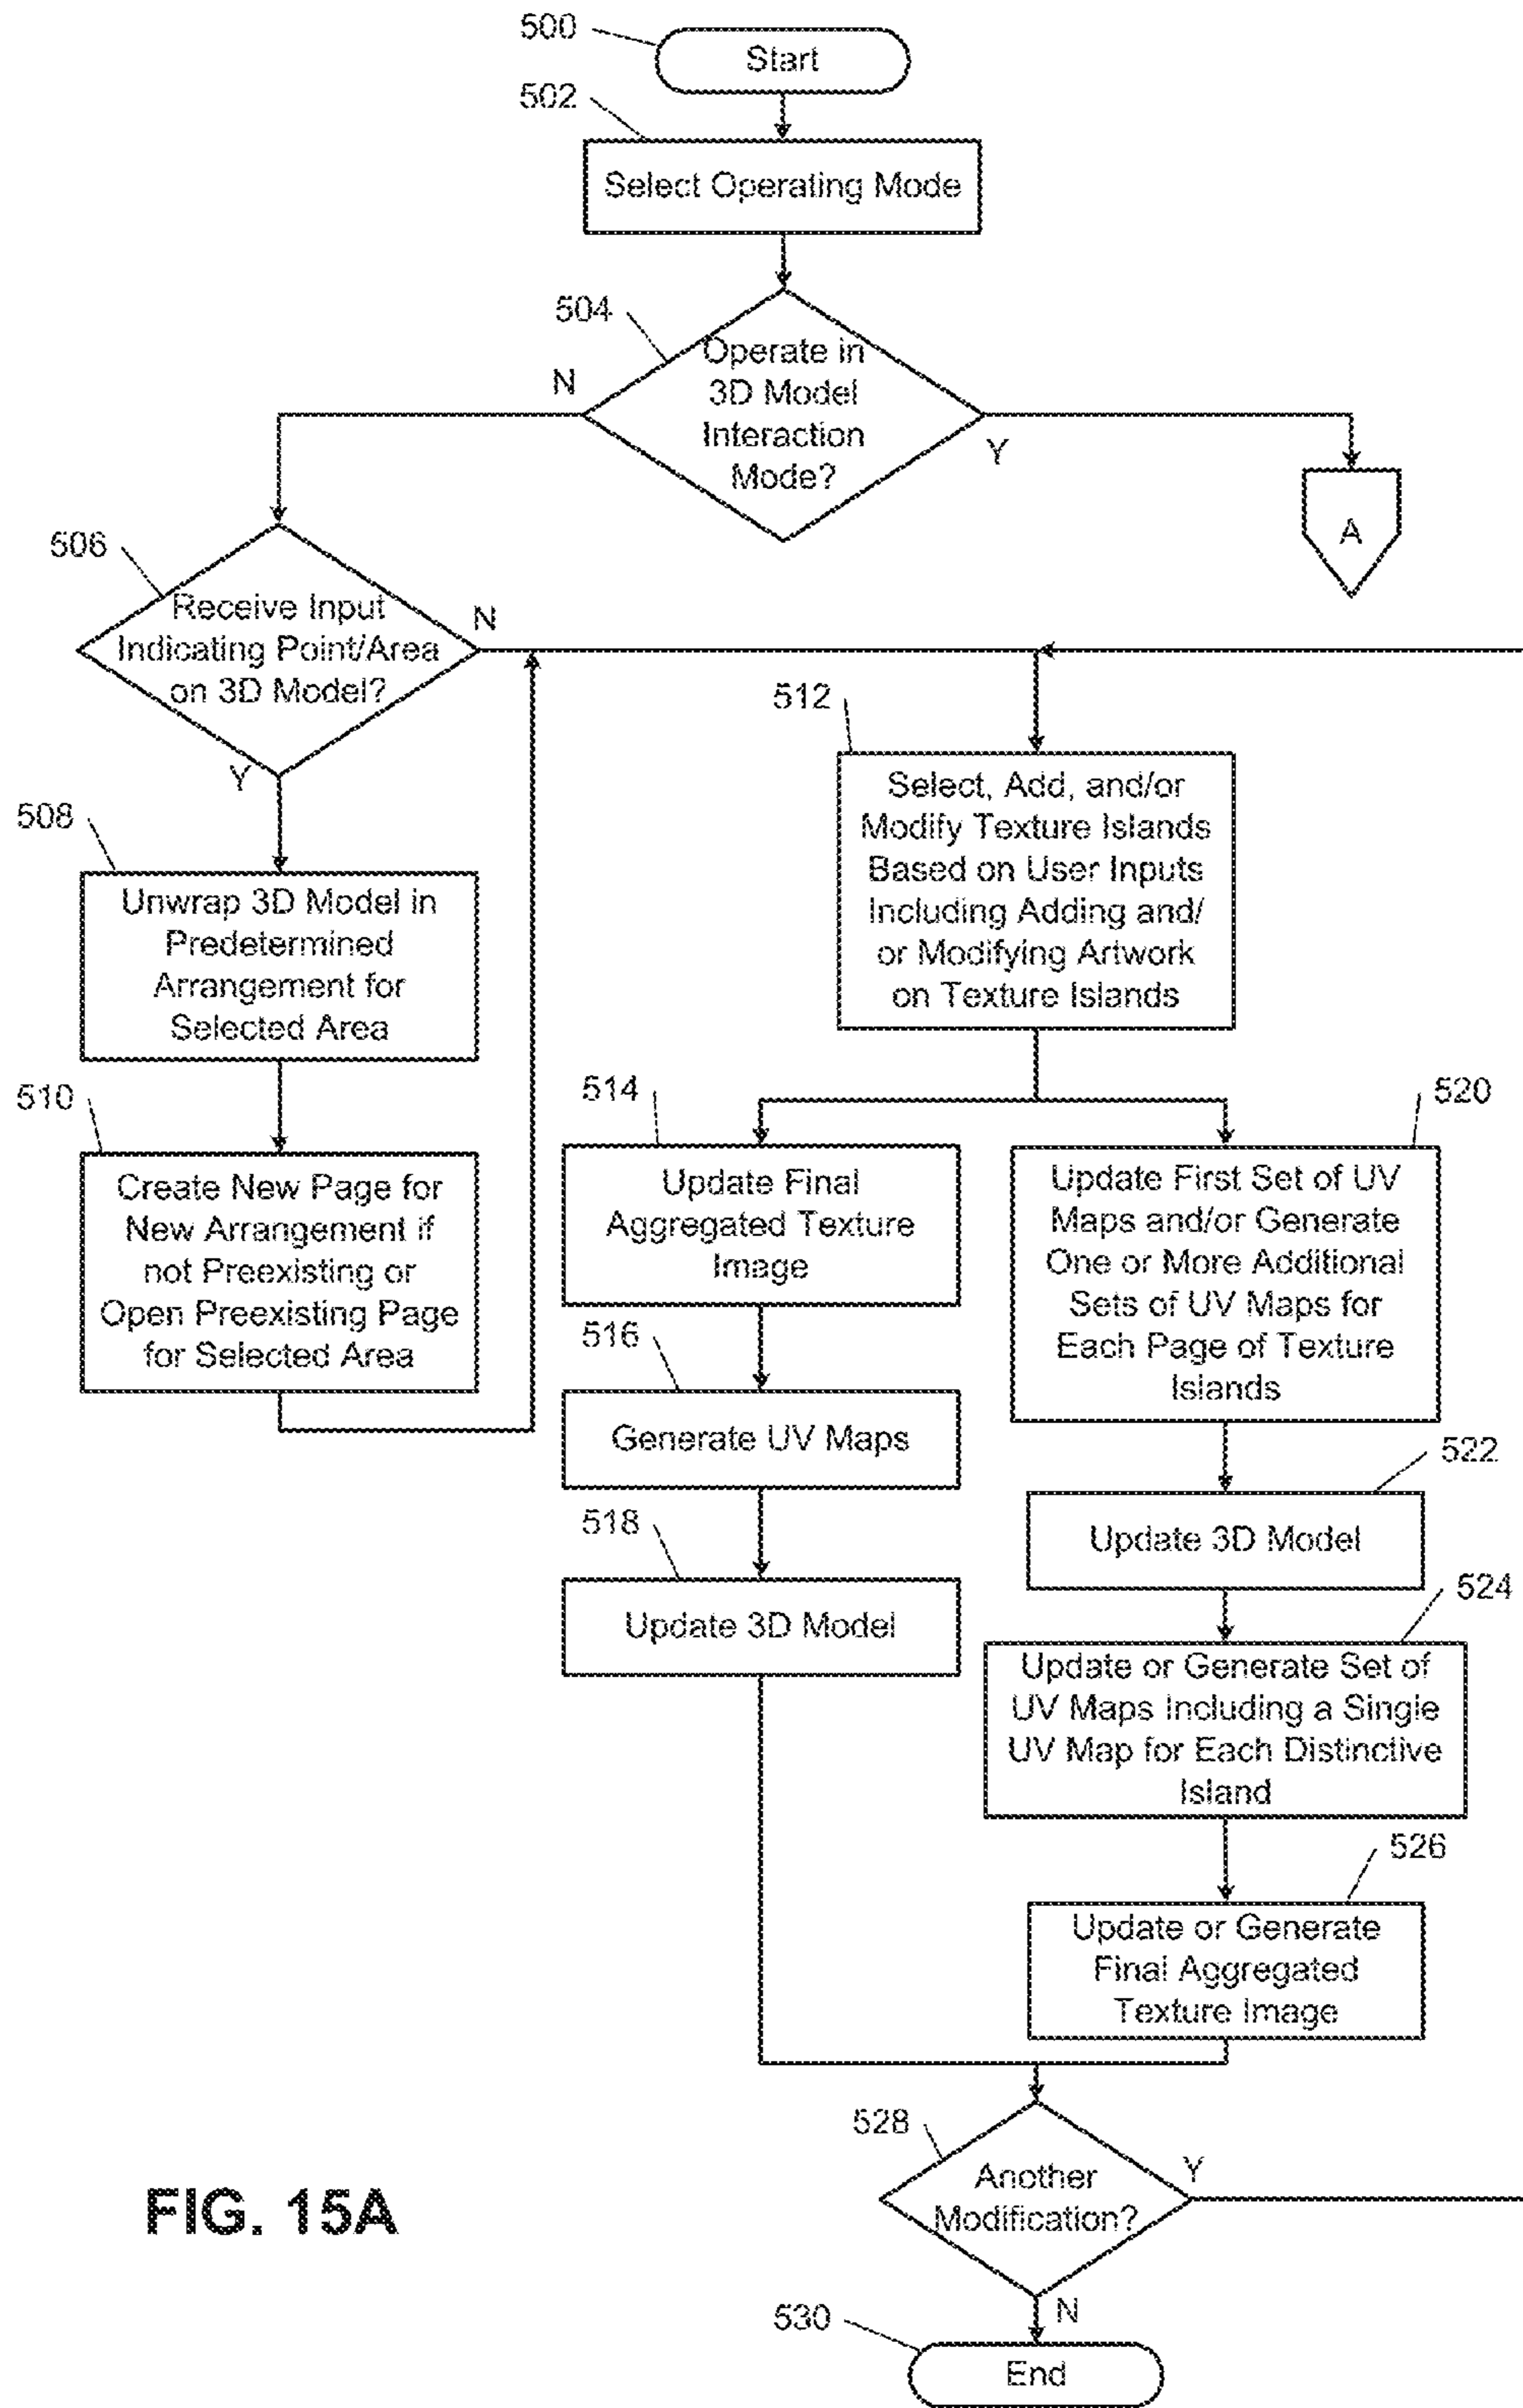 500
Start
502
Select Operating Mode
504
Operate in
3D Model
Interaction
Mode?
N
Y
A
506
Receive Input
Indicating Point/Area
on 3D Model?
N
Y
508
Unwrap 3D Model in
Predetermined
Arrangement for
Selected Area
510
Create New Page for
New Arrangement if
not Preexisting or
Open Preexisting Page
for Selected Area
512
Select, Add, and/or
Modify Texture Islands
Based on User Inputs
Including Adding and/
or Modifying Artwork
on Texture Islands
514
Update Final
Aggregated Texture
Image
516
Generate UV Maps
518
Update 3D Model
520
Update First Set of UV
Maps and/or Generate
One or More Additional
Sets of UV Maps for
Each Page of Texture
Islands
522
Update 3D Model
524
Update or Generate Set of
UV Maps Including a Single
UV Map for Each Distinctive
Island
526
Update or Generate
Final Aggregated
Texture Image
528
Another
Modification?
Y
N
530
End
FIG. 15A